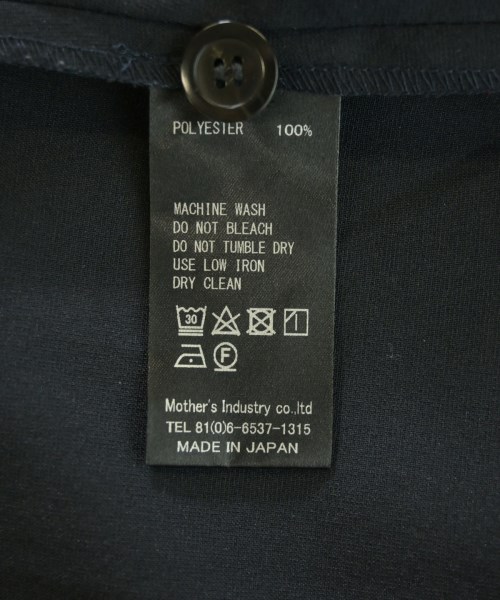 POLYESTER 100%
MACHINE WASH
DO NOT BLEACH
DO NOT TUMBLE DRY
USE LOW IRON
DRY CLEAN
30
F
Mother's Industry co.,ltd
TEL 81(0)6-6537-1315
MADE IN JAPAN